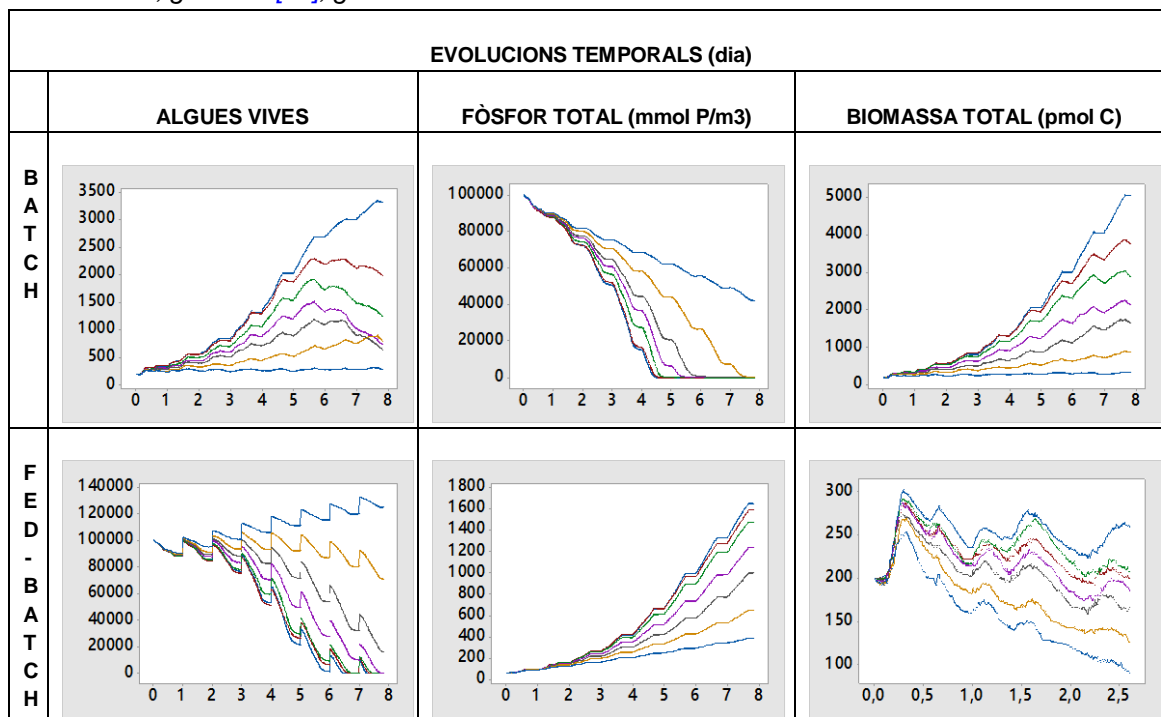 EVOLUCIONS TEMPORALS (dia)
ALGUES VIVES FÒSFOR TOTAL (mmol P/m3) BIOMASSA TOTAL (pmol C)
B
A
T
C
H
3500
3000
2500
2000
1500
1000
500
0
0 1 2 3 4 5 6 7 8
100000
80000
60000
40000
20000
0
0 1 2 3 4 5 6 7 8
5000
4000
3000
2000
1000
0
0 1 2 3 4 5 6 7 8
F
E
D
-
B
A
T
C
H
140000
120000
100000
80000
60000
40000
20000
0
0 1 2 3 4 5 6 7 8
1800
1600
1400
1200
1000
800
600
400
200
0
0 1 2 3 4 5 6 7 8
300
250
200
150
100
0,0 0,5 1,0 1,5 2,0 2,5